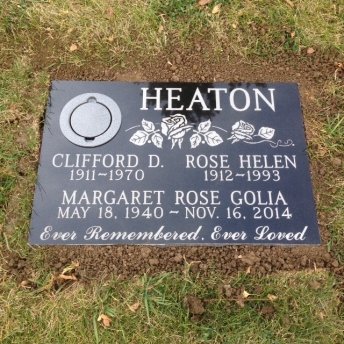 HEATON
CLIFFORD D. ROSE HELEN
1911~1970 1912~1993
MARGARET ROSE GOLIA
MAY 18, 1940 ~ NOV. 16, 2014
Ever Remembered, Ever Loved